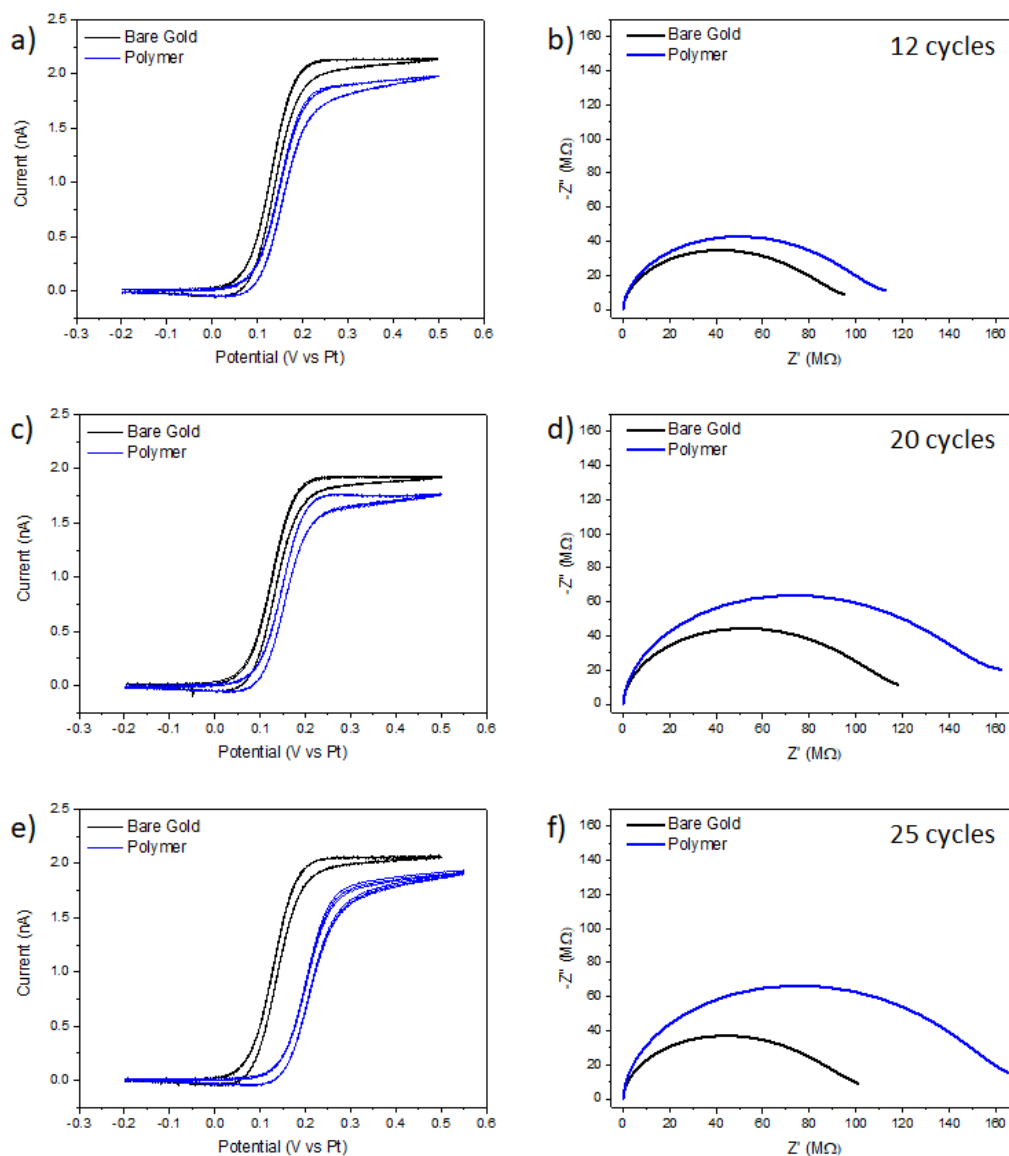 a)
Bare Gold
Polymer
2.5
2.0
1.5
1.0
0.5
0.0
Current (nA)
-0.3 -0.2 -0.1 0.0 0.1 0.2 0.3 0.4 0.5 0.6
Potential (V vs Pt)
b)
Bare Gold
Polymer
12 cycles
160
140
120
100
80
60
40
20
0
-Z" (MΩ)
0 20 40 60 80 100 120 140 160
Z' (MΩ)
c)
Bare Gold
Polymer
2.5
2.0
1.5
1.0
0.5
0.0
Current (nA)
-0.3 -0.2 -0.1 0.0 0.1 0.2 0.3 0.4 0.5 0.6
Potential (V vs Pt)
d)
Bare Gold
Polymer
20 cycles
160
140
120
100
80
60
40
20
0
-Z" (MΩ)
0 20 40 60 80 100 120 140 160
Z' (MΩ)
e)
Bare Gold
Polymer
2.5
2.0
1.5
1.0
0.5
0.0
Current (nA)
-0.3 -0.2 -0.1 0.0 0.1 0.2 0.3 0.4 0.5 0.6
Potential (V vs Pt)
f)
Bare Gold
Polymer
25 cycles
160
140
120
100
80
60
40
20
0
-Z" (MΩ)
0 20 40 60 80 100 120 140 160
Z' (MΩ)